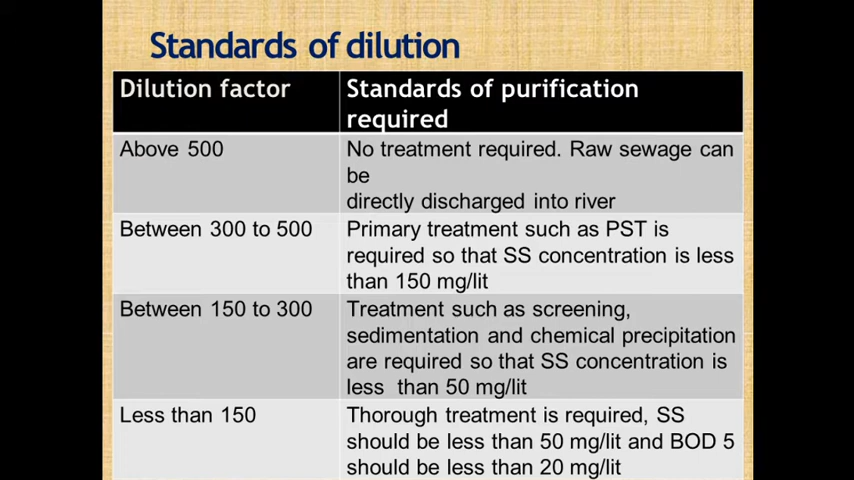 Standards of dilution
Dilution factor
Standards of purification
required
Above 500
No treatment required. Raw sewage can
be
directly discharged into river
Between 300 to 500
Primary treatment such as PST is
required so that SS concentration is less
than 150 mg/lit
Between 150 to 300
Treatment such as screening,
sedimentation and chemical precipitation
are required so that SS concentration is
less than 50 mg/lit
Less than 150
Thorough treatment is required, SS
should be less than 50 mg/lit and BOD 5
should be less than 20 mg/lit